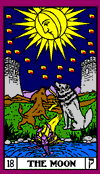 18 THE MOON ק